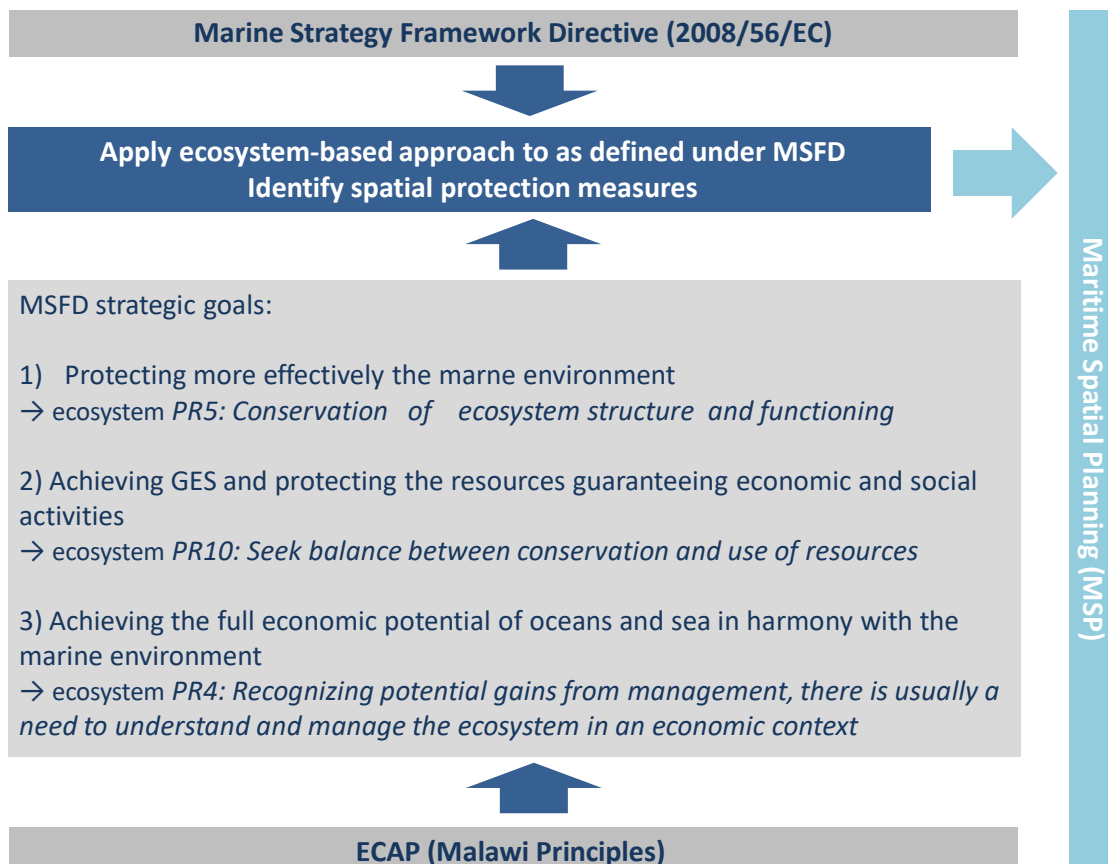 Marine Strategy Framework Directive (2008/56/EC)
Apply ecosystem-based approach to as defined under MSFD
Identify spatial protection measures
MSFD strategic goals:
1) Protecting more effectively the marne environment
→ ecosystem PR5: Conservation of ecosystem structure and functioning
2) Achieving GES and protecting the resources guaranteeing economic and social
activities
→ ecosystem PR10: Seek balance between conservation and use of resources
3) Achieving the full economic potential of oceans and sea in harmony with the
marine environment
→ ecosystem PR4: Recognizing potential gains from management, there is usually a
need to understand and manage the ecosystem in an economic context
ECAP (Malawi Principles)
Maritime Spatial Planning (MSP)